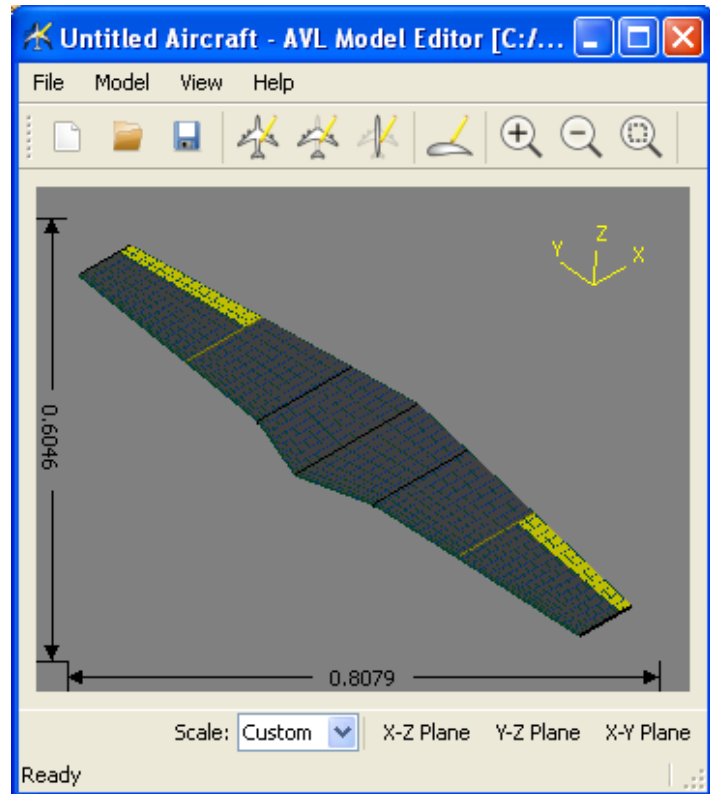 Untitled Aircraft - AVL Model Editor [C:/...
File Model View Help
Y Z X
0.6046
0.8079
Scale: Custom X-Z Plane Y-Z Plane X-Y Plane
Ready